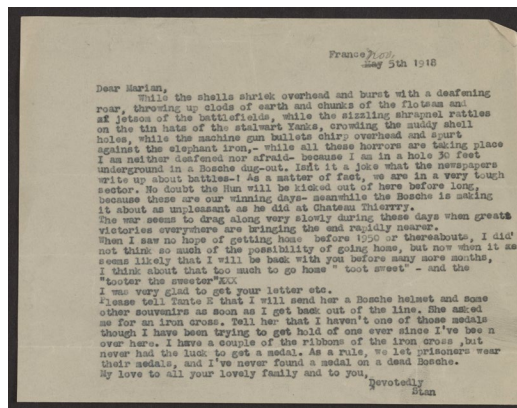 France Nov.
May 5th 1918
Dear Marian,
While the shells shriek overhead and burst with a deafening
roar, throwing up clods of earth and chunks of the flotsam and
jetsom of the battlefields, while the sizzling shrapnel rattles
on the tin hats of the stalwart Yanks, crowding the muddy shell
holes, while the machine gun bullets chirp overhead and spurt
against the elephant iron,- while all these horrors are taking place
I am neither deafened nor afraid- because I am in a hole 30 feet
underground in a Bosche dug-out. Isn't it a joke what the newspapers
write up about battles-! As a matter of fact, we are in a very tough
sector. No doubt the Hun will be kicked out of here before long,
because these are our winning days- meanwhile the Bosche is making
it about as unpleasant as he did at Chateau Thierrry.
The war seems to drag along very slowly during these days when great
victories everywhere are bringing the end rapidly nearer.
When I saw no hope of getting home before 1950 or thereabouts, I did'
not think so much of the possibility of going home, but now when it
seems likely that I will be back with you before many more months,
I think about that too much to go home " toot sweet" - and the
"tooter the sweeter"XXX
I was very glad to get your letter etc.
Please tell Tante E that I will send her a Bosche helmet and some
other souvenirs as soon as I get back out of the line. She asked
me for an iron cross. Tell her that I haven't one of those medals
though I have been trying to get hold of one ever since I've bee n
over here. I have a couple of the ribbons of the iron cross ,but
never had the luck to get a medal. As a rule, we let prisoners wear
their medals, and I've never found a medal on a dead Bosche.
My love to all your lovely family and to you,
Devotedly
Stan